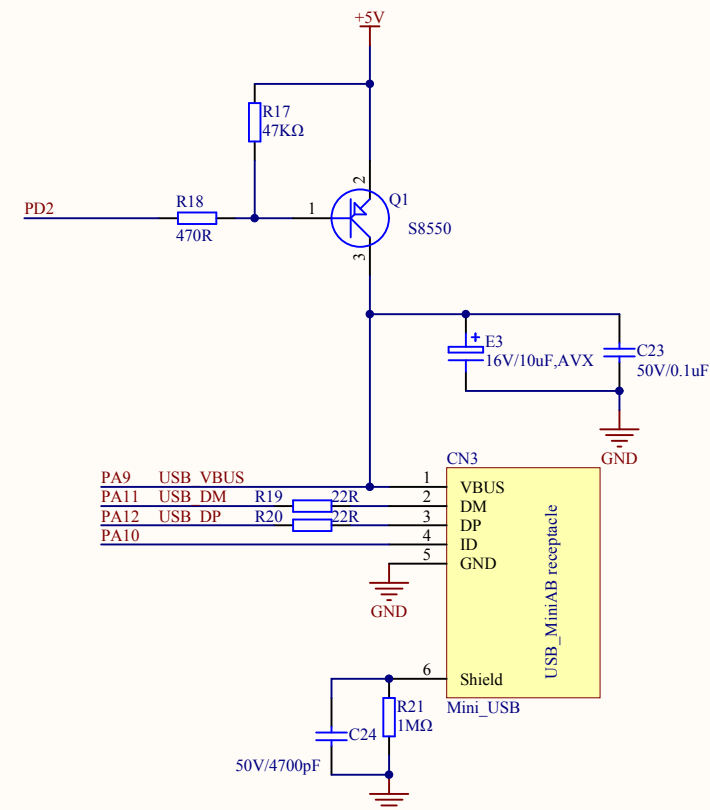 +5V
R17
47KΩ
2
Q1
PD2
R18
1
S8550
470R
3
E3
16V/10uF,AVX
C23
50V/0.1uF
GND
CN3
PA9 USB_VBUS 1 VBUS
PA11 USB_DM R19 22R 2 DM
PA12 USB_DP R20 22R 3 DP
PA10 4 ID
5 GND
GND
USB_MiniAB receptacle
6 Shield
Mini_USB
R21
1MΩ
C24
50V/4700pF